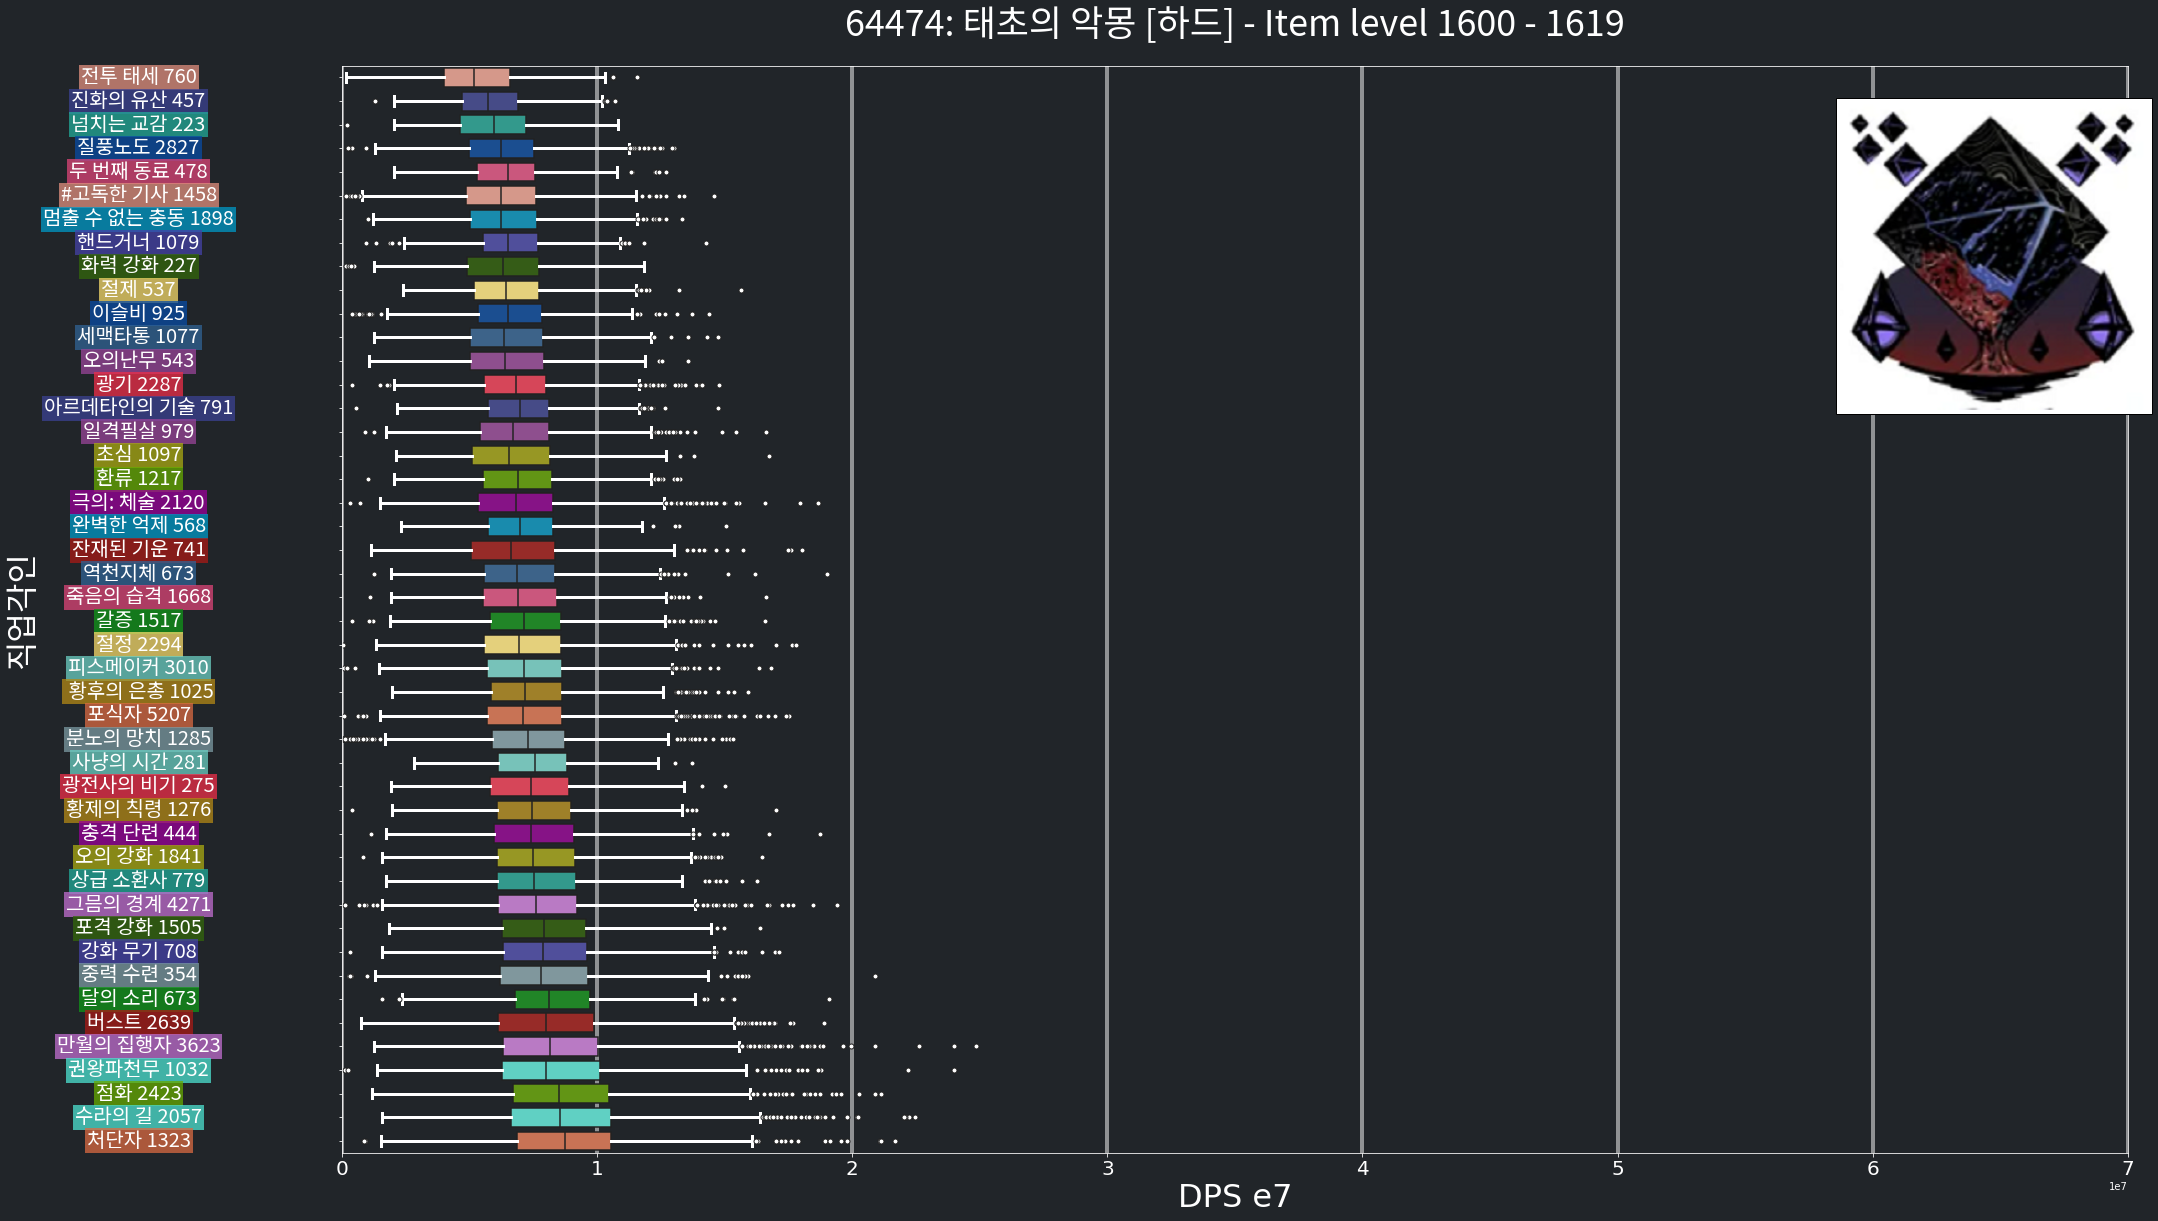 64474: 태초의 악몽 [하드] - Item level 1600 - 1619
전투 태세 760
진화의 유산 457
넘치는 교감 223
질풍노도 2827
두 번째 동료 478
#고독한 기사 1458
멈출 수 없는 충동 1898
핸드거너 1079
화력 강화 227
절제 537
이슬비 925
세맥타통 1077
오의난무 543
광기 2287
아르데타인의 기술 791
일격필살 979
초심 1097
환류 1217
극의: 체술 2120
완벽한 억제 568
잔재된 기운 741
역천지체 673
죽음의 습격 1668
갈증 1517
절정 2294
피스메이커 3010
황후의 은총 1025
포식자 5207
분노의 망치 1285
사냥의 시간 281
광전사의 비기 275
황제의 칙령 1276
충격 단련 444
오의 강화 1841
상급 소환사 779
그믐의 경계 4271
포격 강화 1505
강화 무기 708
중력 수련 354
달의 소리 673
버스트 2639
만월의 집행자 3623
권왕파천무 1032
점화 2423
수라의 길 2057
처단자 1323
직업각인
0 1 2 3 4 5 6 7
DPS e7
1e7